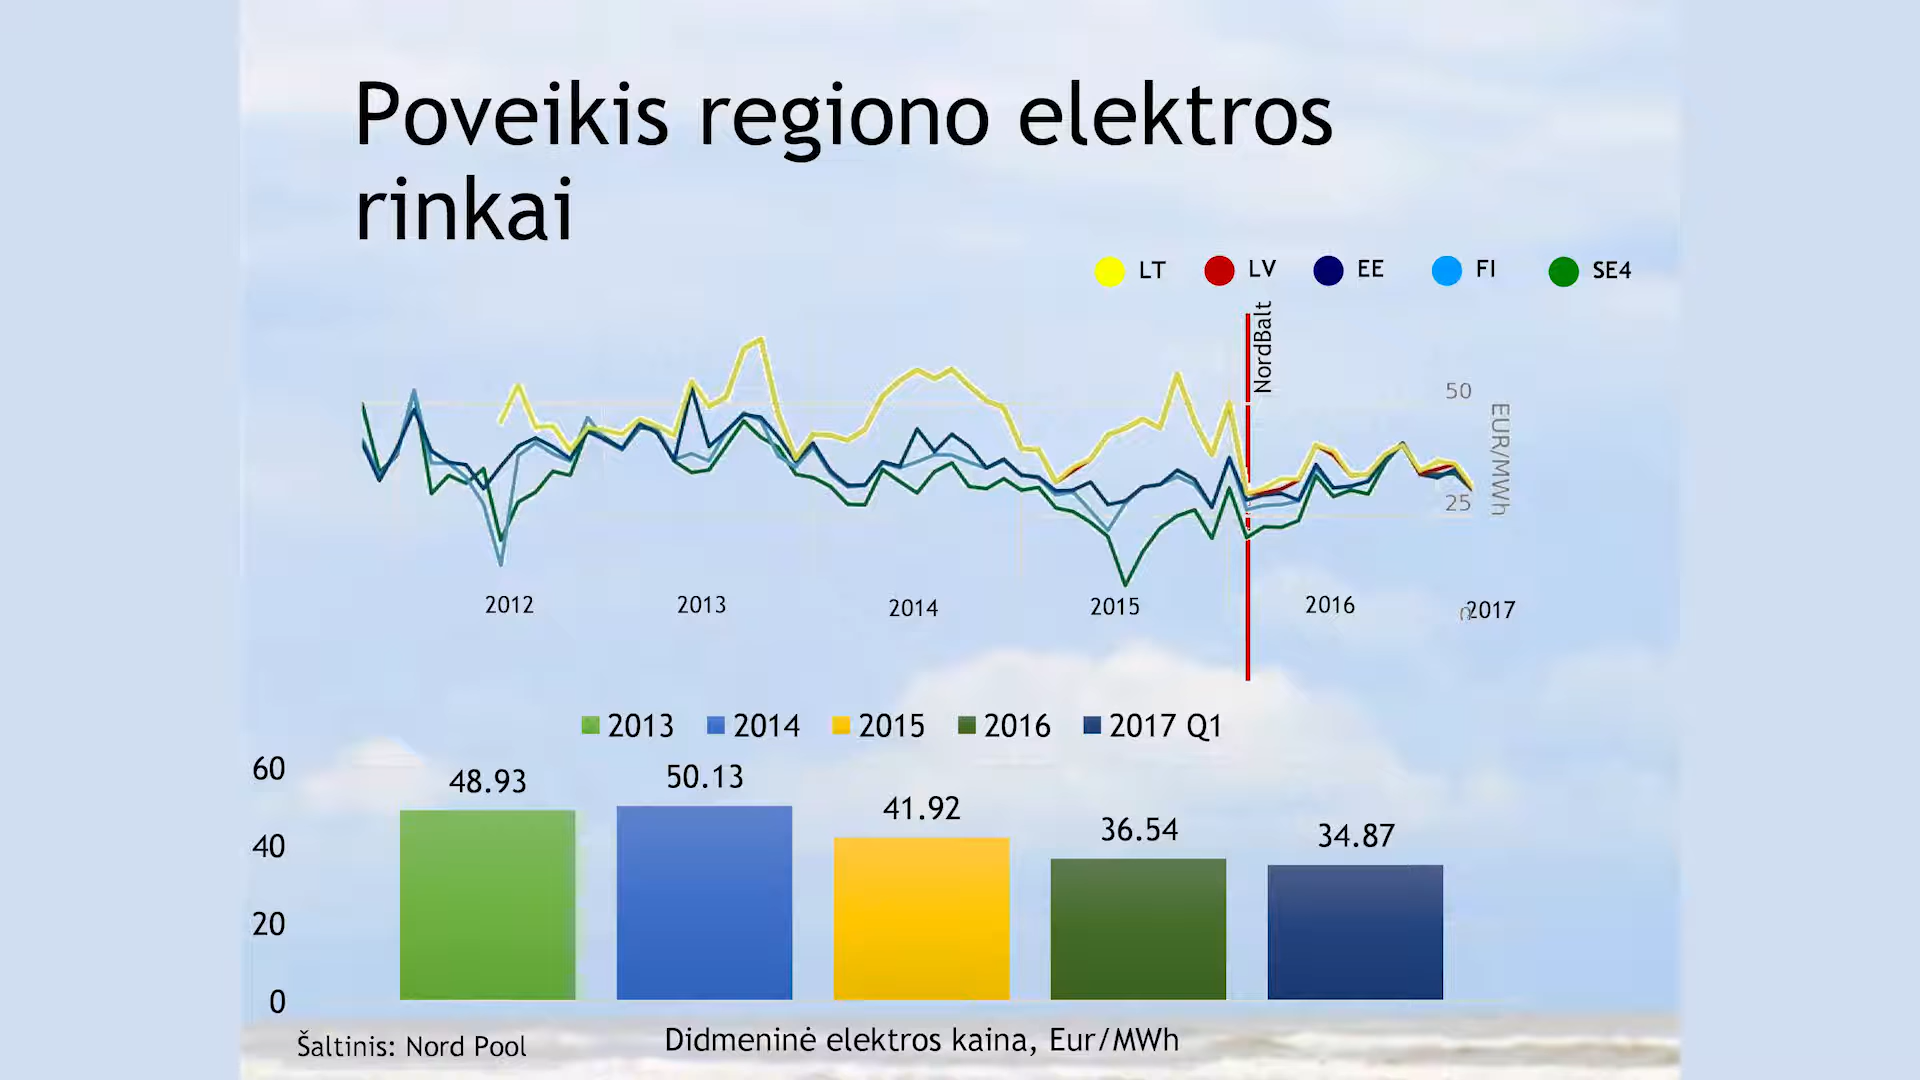 Poveikis regiono elektros
rinkai
LT LV EE FI SE4
NordBalt
50
25
0
EUR/MWh
2012 2013 2014 2015 2016 2017
2013 2014 2015 2016 2017 Q1
60
40
20
0
48.93 50.13 41.92 36.54 34.87
Šaltinis: Nord Pool
Didmeninė elektros kaina, Eur/MWh